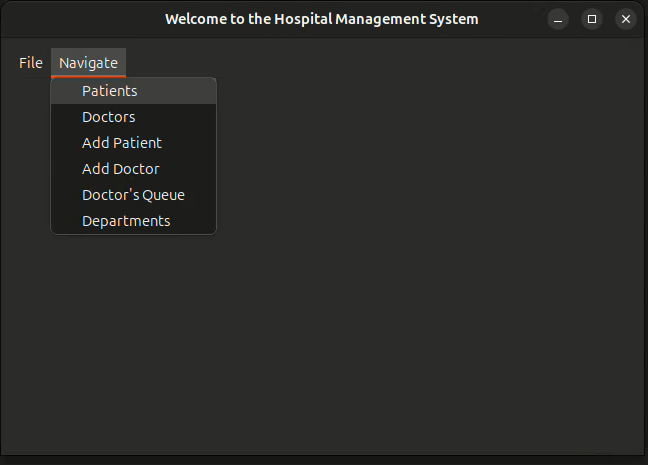 Welcome to the Hospital Management System
File Navigate
Patients
Doctors
Add Patient
Add Doctor
Doctor's Queue
Departments